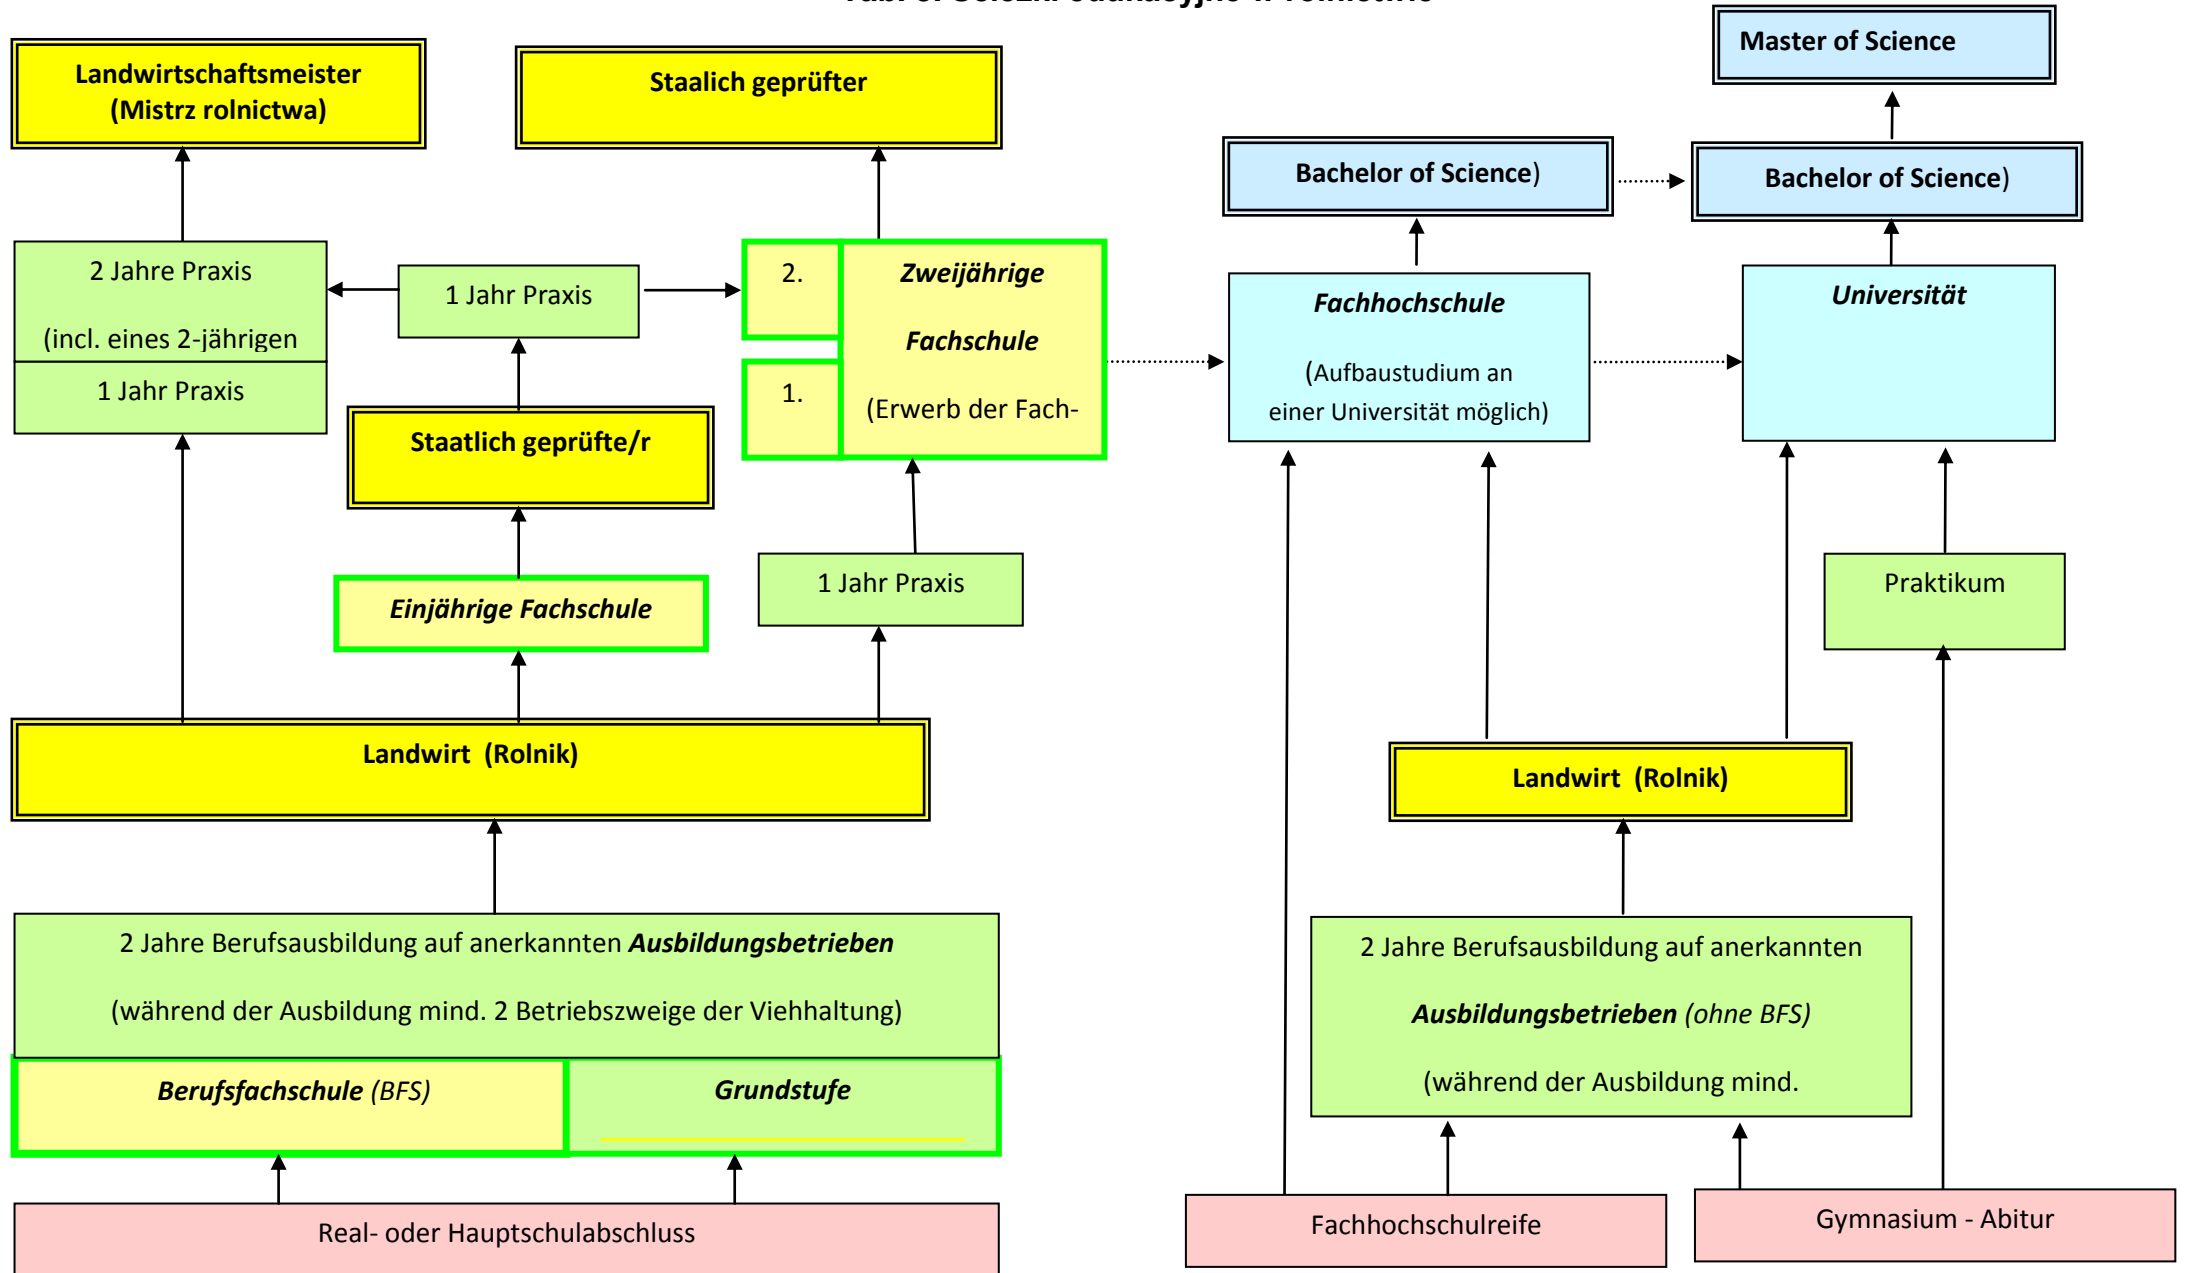 Master of Science
Landwirtschaftsmeister
(Mistrz rolnictwa)
Staalich geprüfter
Bachelor of Science)
Bachelor of Science)
2 Jahre Praxis
(incl. eines 2-jährigen
1 Jahr Praxis
1 Jahr Praxis
2.
1.
Zweijährige
Fachschule
(Erwerb der Fach-
Fachhochschule
(Aufbaustudium an
einer Universität möglich)
Universität
Staatlich geprüfte/r
Einjährige Fachschule
1 Jahr Praxis
Praktikum
Landwirt (Rolnik)
Landwirt (Rolnik)
2 Jahre Berufsausbildung auf anerkannten Ausbildungsbetrieben
(während der Ausbildung mind. 2 Betriebszweige der Viehhaltung)
2 Jahre Berufsausbildung auf anerkannten
Ausbildungsbetrieben (ohne BFS)
(während der Ausbildung mind.
Berufsfachschule (BFS)
Grundstufe
Real- oder Hauptschulabschluss
Fachhochschulreife
Gymnasium - Abitur